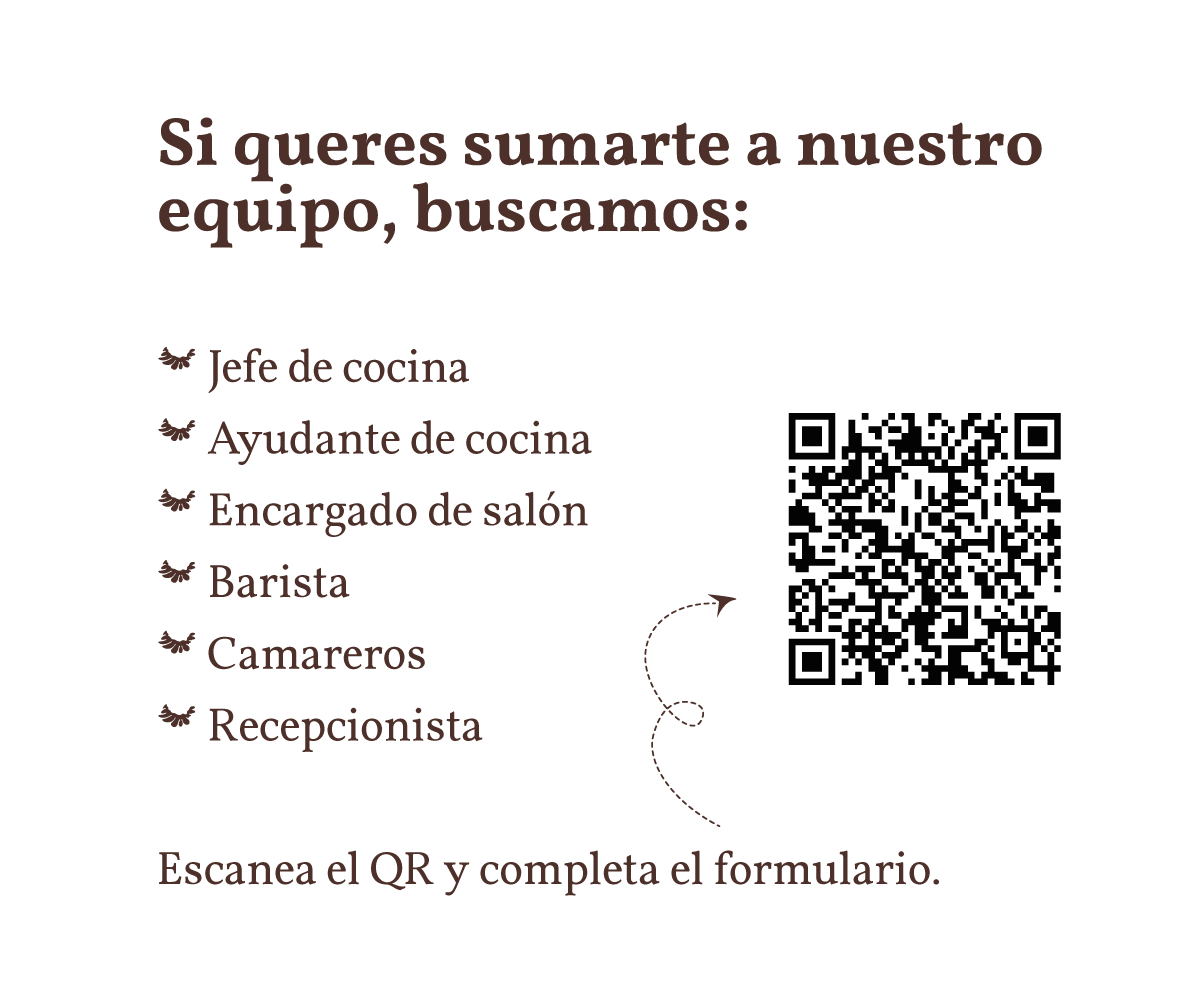 Si queres sumarte a nuestro
equipo, buscamos:
Jefe de cocina
Ayudante de cocina
Encargado de salón
Barista
Camareros
Recepcionista
Escanea el QR y completa el formulario.